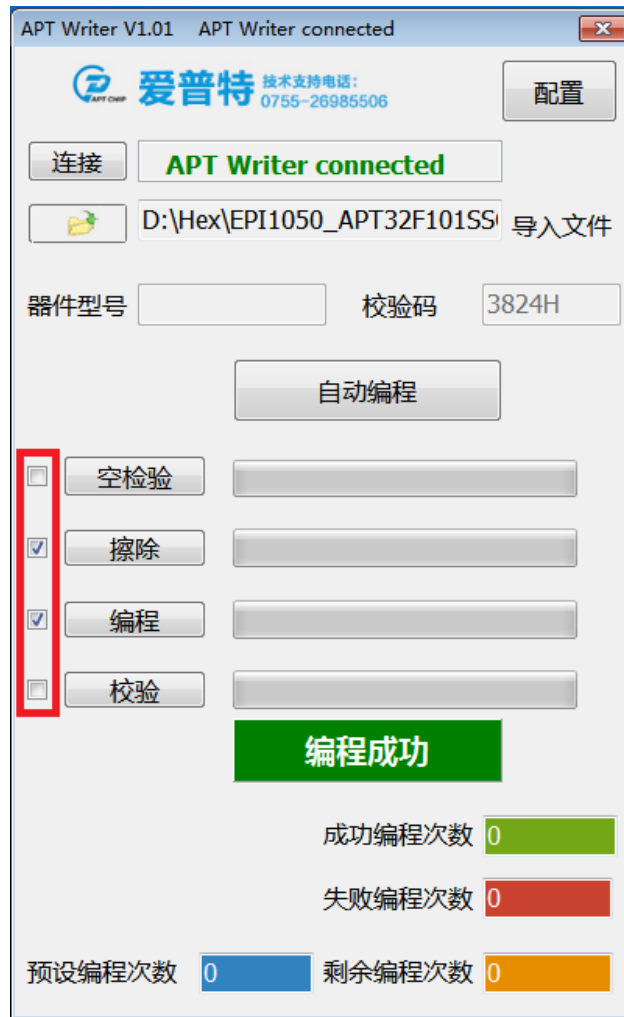 APT Writer V1.01 APT Writer connected
APT CHIP 爱普特 技术支持电话:
0755-26985506
配置
连接 APT Writer connected
D:\Hex\EPI1050_APT32F101SS 导入文件
器件型号 校验码 3824H
自动编程
空检验
擦除
编程
校验
编程成功
成功编程次数 0
失败编程次数 0
预设编程次数 0 剩余编程次数 0